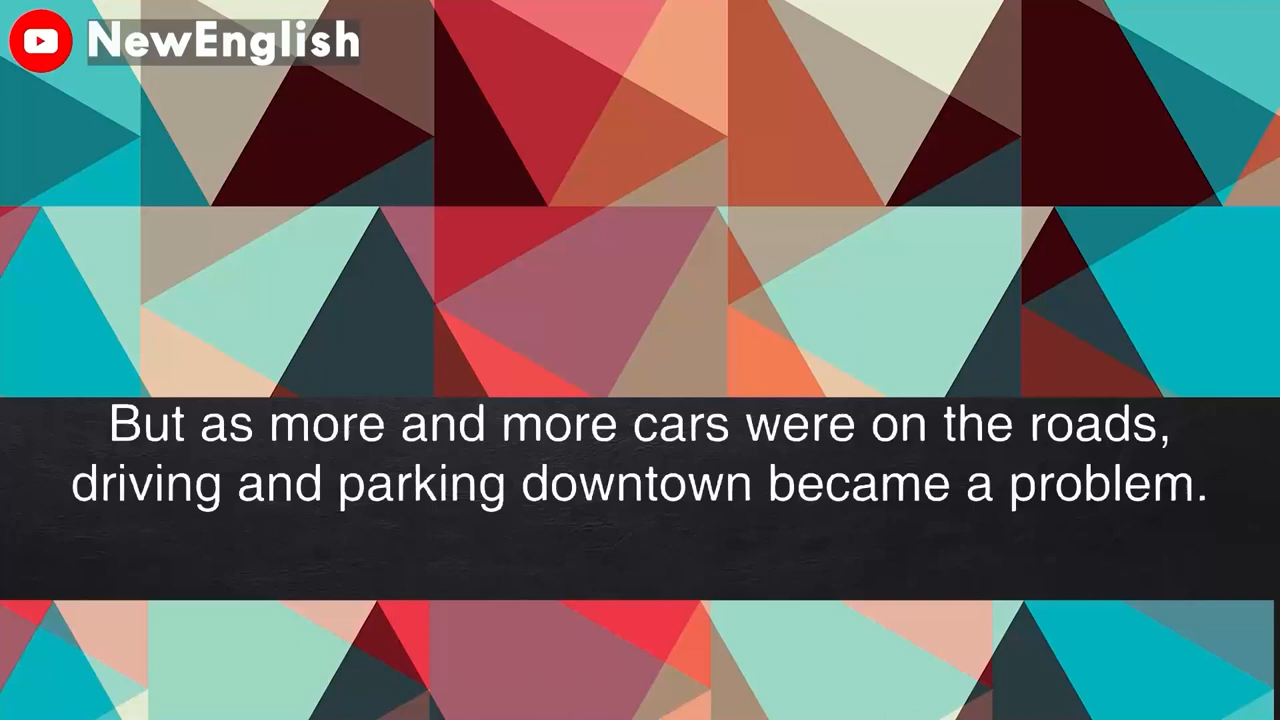 NewEnglish
But as more and more cars were on the roads,
driving and parking downtown became a problem.